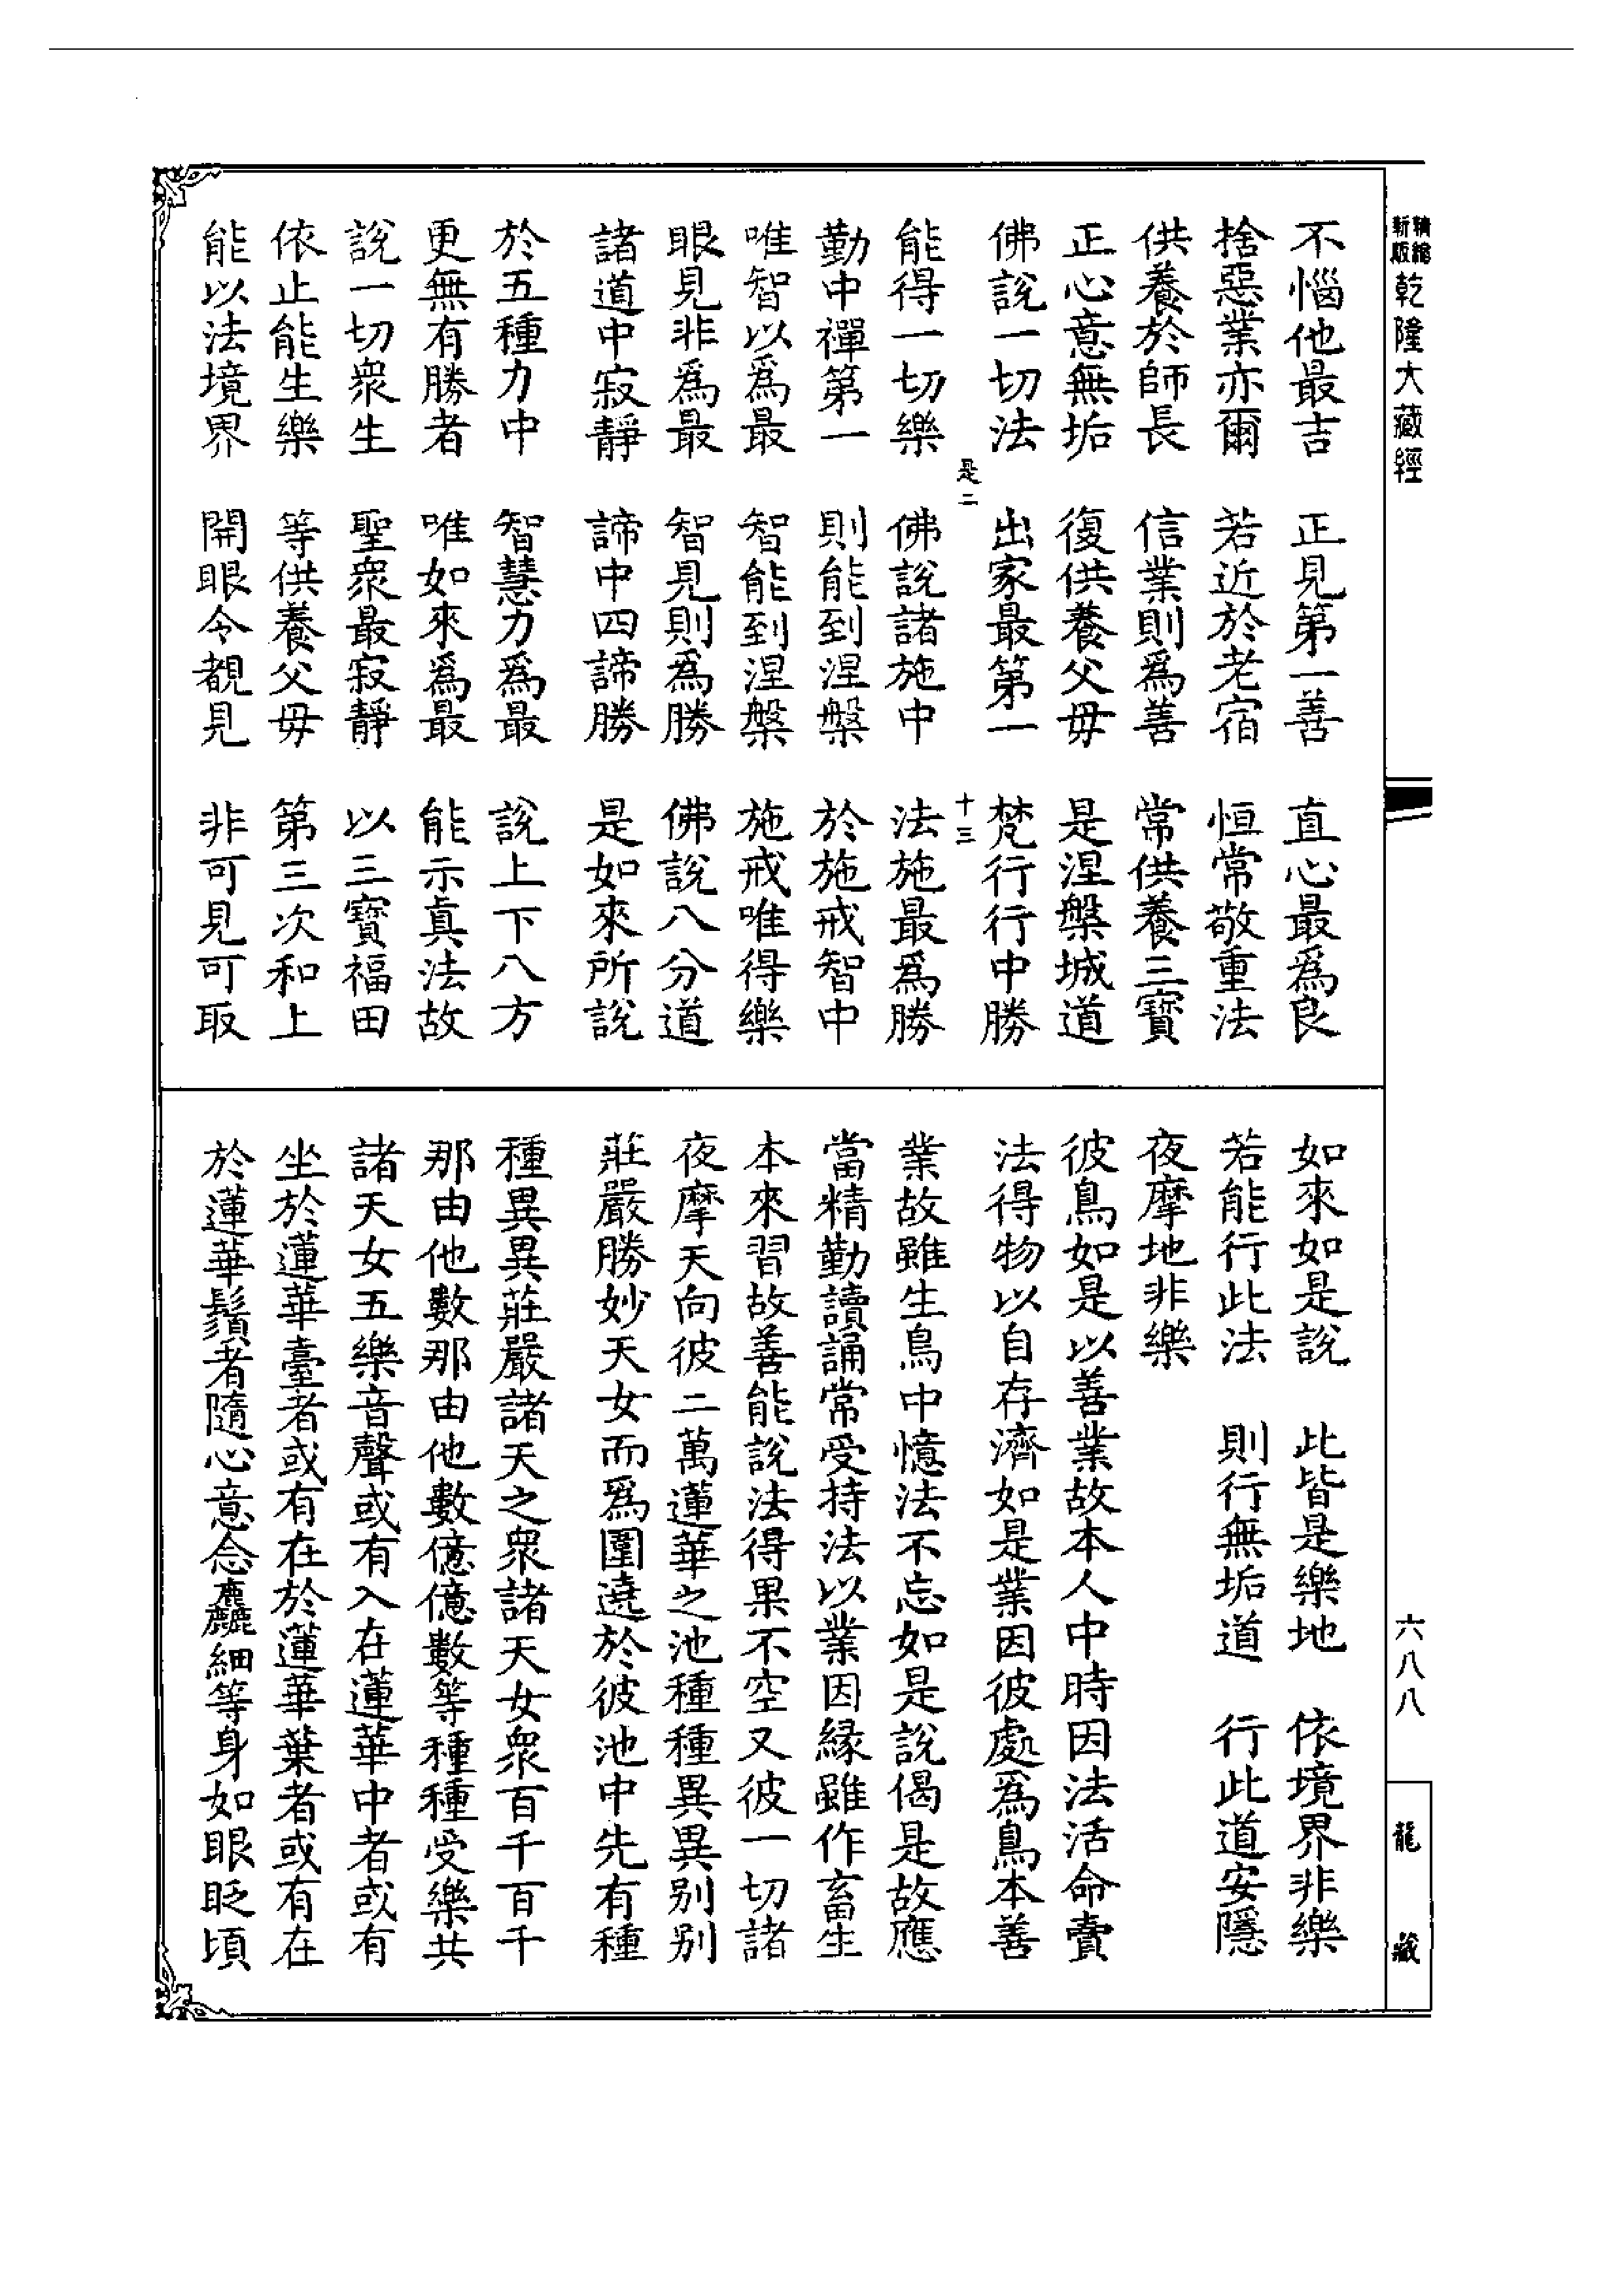 新版精縮乾隆大藏經
六八八
龍藏
不惱他最吉　正見第一善　直心最爲良
捨惡業亦爾　若近於老宿　恒常敬重法
供養於師長　信業則爲善　常供養三寶
正心意無垢　復供養父毋　是涅槃城道
佛說一切法　出家最第一　梵行行中勝
是二　十三
能得一切樂　佛說諸施中　法施最爲勝
勤中禪第一　則能到涅槃　於施戒智中
唯智以爲最　智能到涅槃　施戒唯得樂
眼見非爲最　智見則爲勝　佛說八分道
諸道中寂靜　諦中四諦勝　是如來所說
於五種力中　智慧力爲最　說上下八方
更無有勝者　唯如來爲最　能示真法故
說一切衆生　聖衆最寂靜　以三寶福田
依止能生樂　等供養父毋　第三次和上
能以法境界　開眼令覩見　非可見可取
如來如是說　此皆是樂地　依境界非樂
若能行此法　則行無垢道　行此道安隱
夜摩地非樂
彼鳥如是以善業故本人中時因法活命賣
法得物以自存濟如是業因彼處爲鳥本善
業故雖生鳥中憶法不忘如是說偈是故應
當精勤讀誦常受持法以業因緣雖作畜生
本來習故善能說法得果不空又彼一切諸
夜摩天向彼二萬蓮華之池種種異異别别
莊嚴勝妙天女而爲圍遶於彼池中先有種
種異異莊嚴諸天之衆諸天女衆百千百千
那由他數那由他數億億數等種種受樂共
諸天女五樂音聲或有入在蓮華中者或有
坐於蓮華臺者或有在於蓮華葉者或有在
於蓮華鬚者隨心意念麤細等身如眼眨頃